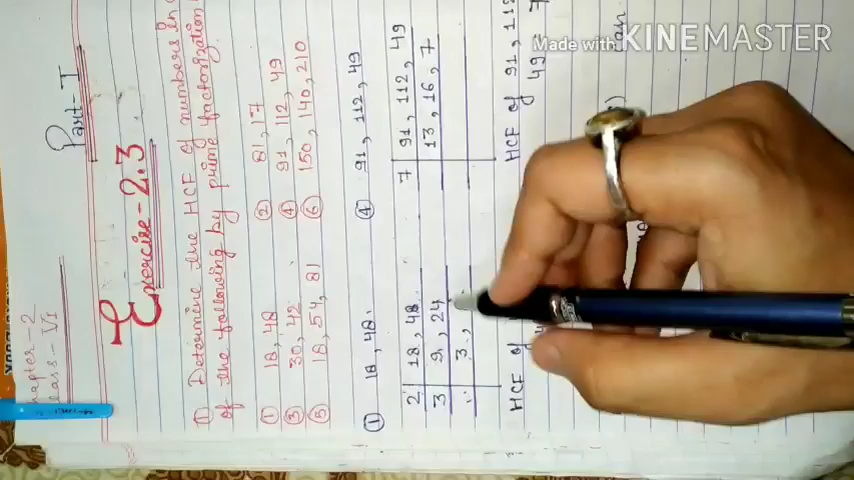 Chapter-2
Class-VI
Part-I
Exercise-2.3
① Determine the HCF of numbers in
of the following by prime factorization
① 18, 48
② 81, 17
③ 30, 42
④ 91, 112, 49
⑤ 18, 54, 81
⑥ 150, 140, 210
① 18, 48.
2 | 18, 48
3 | 9, 24
3,
HCF of
④ 91, 112, 49
7 | 91, 112, 49
13, 16, 7
HCF of 91, 112
49 = 7
Made with KINEMASTER